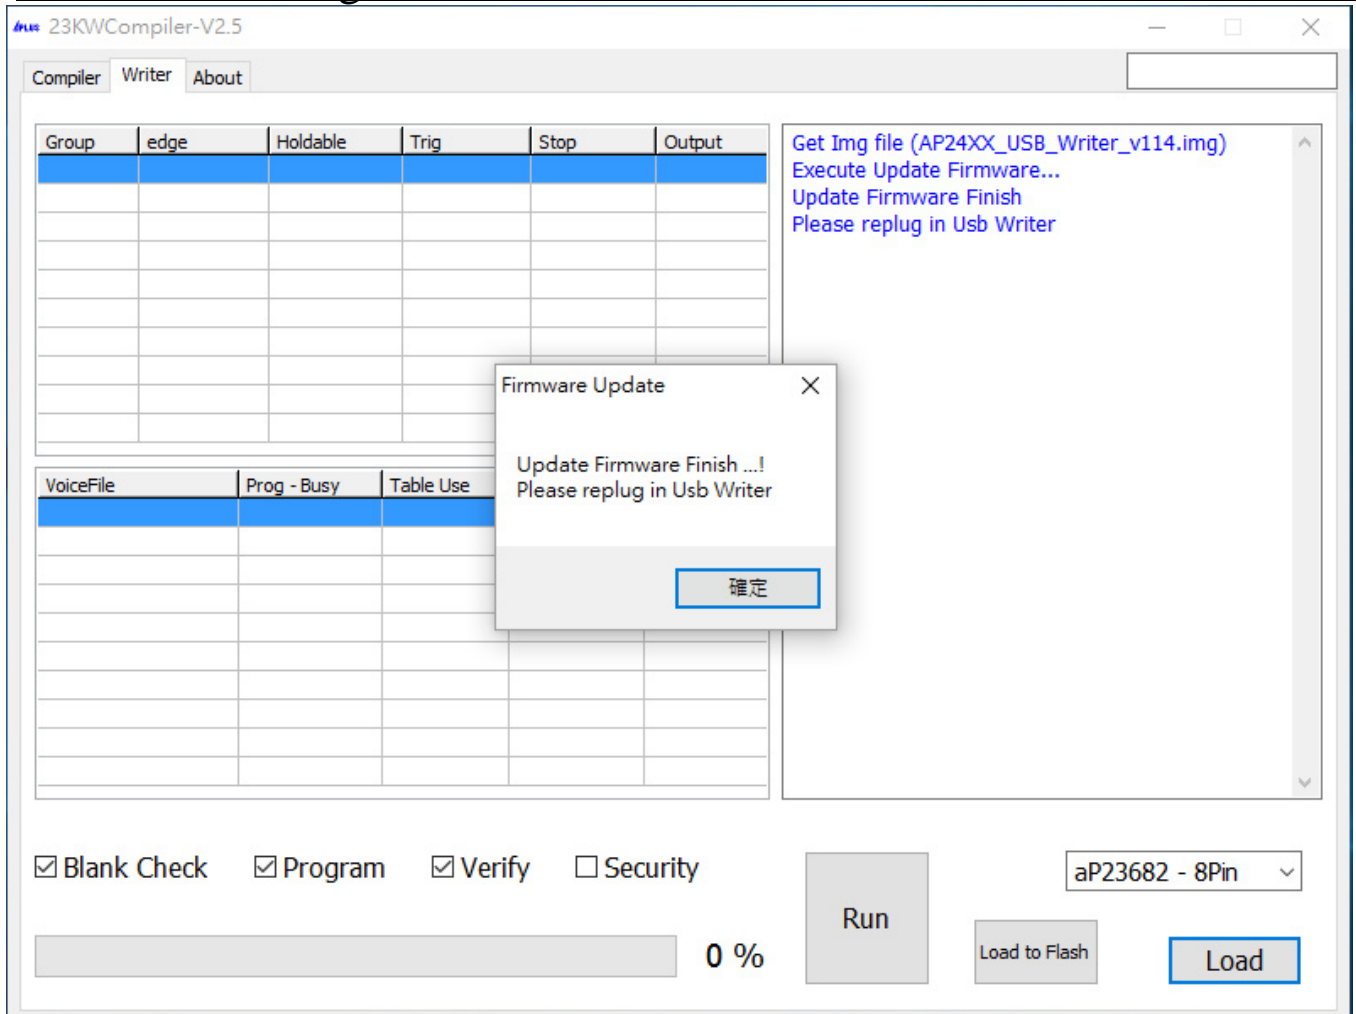 aplus 23KWCompiler-V2.5
Compiler Writer About
Group edge Holdable Trig Stop Output
Get Img file (AP24XX_USB_Writer_v114.img)
Execute Update Firmware...
Update Firmware Finish
Please replug in Usb Writer
Firmware Update
Update Firmware Finish ...!
Please replug in Usb Writer
確定
VoiceFile Prog - Busy Table Use
Blank Check Program Verify Security
0 %
Run
aP23682 - 8Pin
Load to Flash
Load